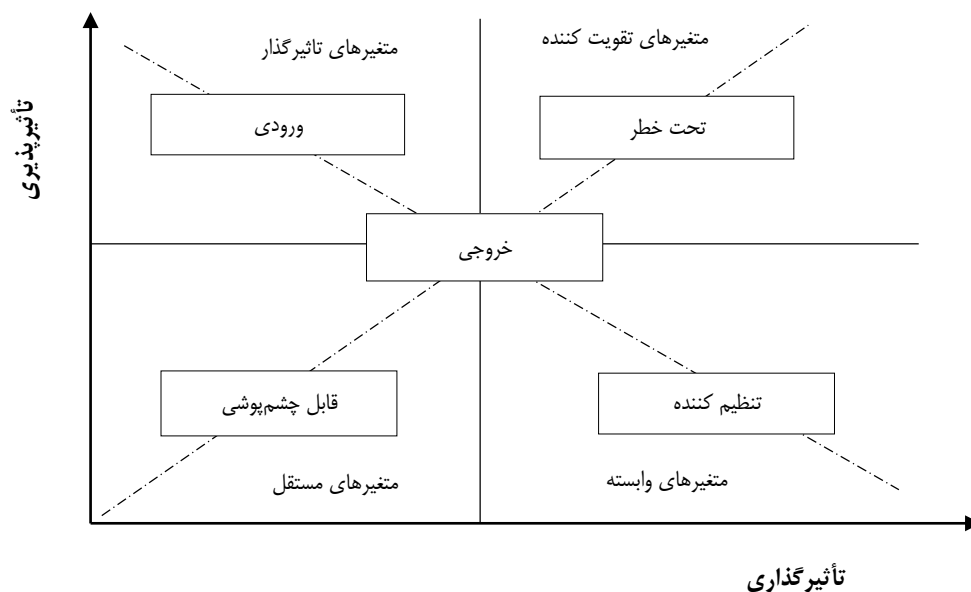 متغیرهای تقویت کننده
متغیرهای تاثیرگذار
تحت خطر
ورودی
تأثیرپذیری
خروجی
تنظیم کننده
قابل چشم‌پوشی
متغیرهای وابسته
متغیرهای مستقل
تأثیرگذاری